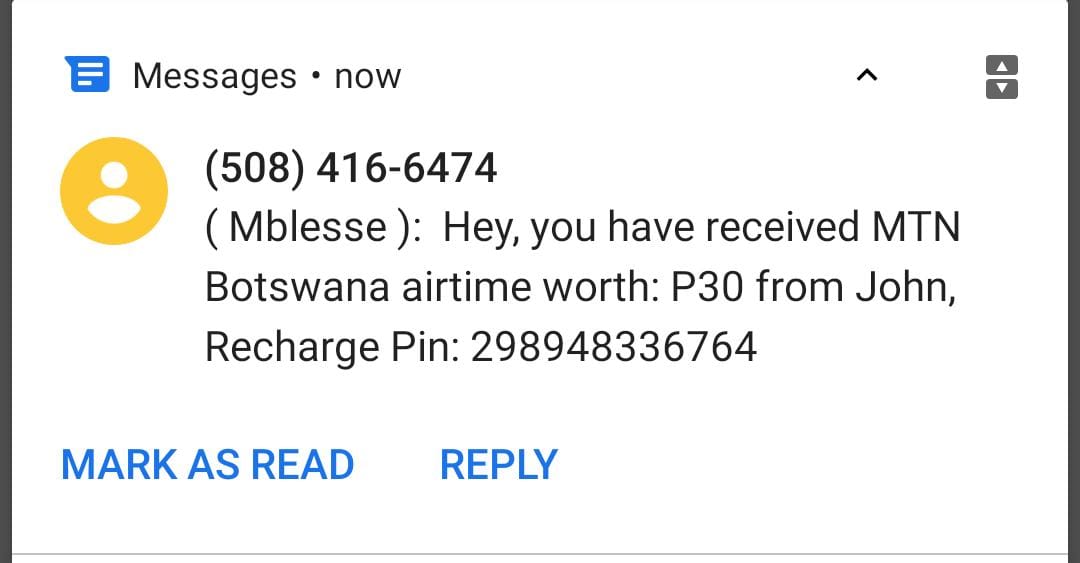 Messages • now
(508) 416-6474
( Mblesse ):  Hey, you have received MTN
Botswana airtime worth: P30 from John,
Recharge Pin: 298948336764
MARK AS READ
REPLY